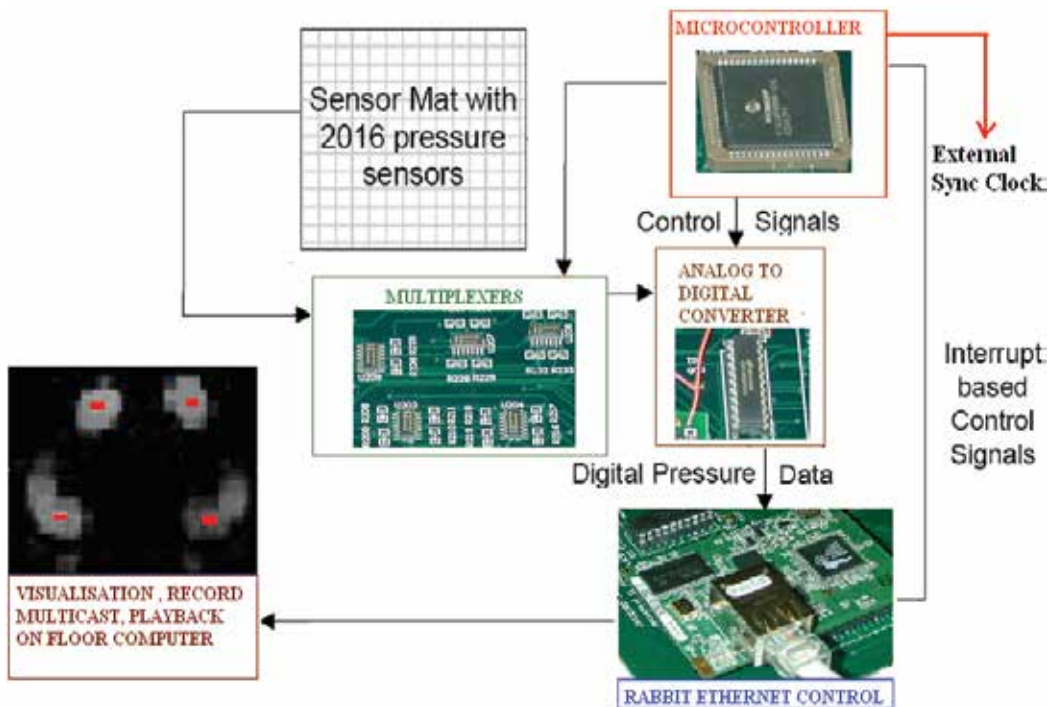 Sensor Mat with
2016 pressure
sensors
MICROCONTROLLER
External
Sync Clock
Control Signals
MULTIPLEXERS
ANALOG TO
DIGITAL
CONVERTER
Interrupt
based
Control
Signals
Digital Pressure Data
VISUALISATION , RECORD
MULTICAST, PLAYBACK
ON FLOOR COMPUTER
RABBIT ETHERNET CONTROL